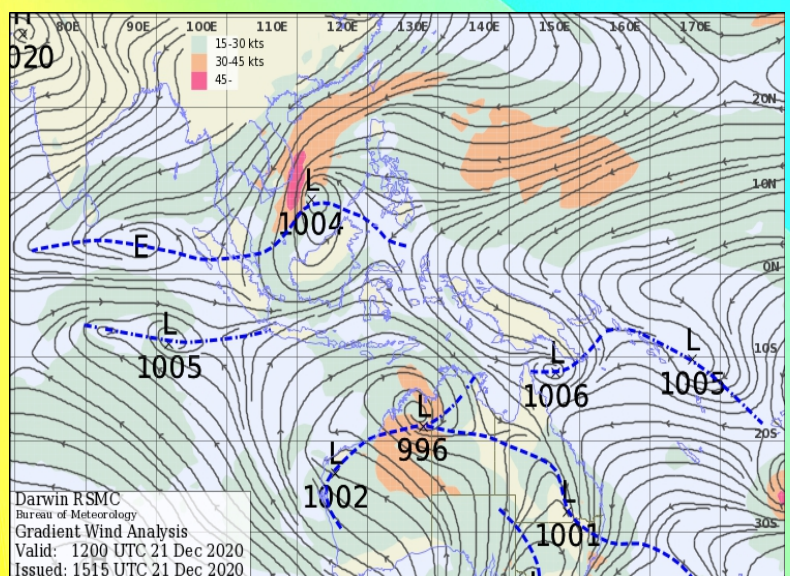 80E 90E 100E 110E 120E 130E 140E 150E 160E 170E
020
15-30 kts
30-45 kts
45-
20N
10N
L
1004
E
0N
L
1005
L
1006
L
1005
10S
L
996
20S
L
1002
L
1001
30S
Darwin RSMC
Bureau of Meteorology
Gradient Wind Analysis
Valid: 1200 UTC 21 Dec 2020
Issued: 1515 UTC 21 Dec 2020